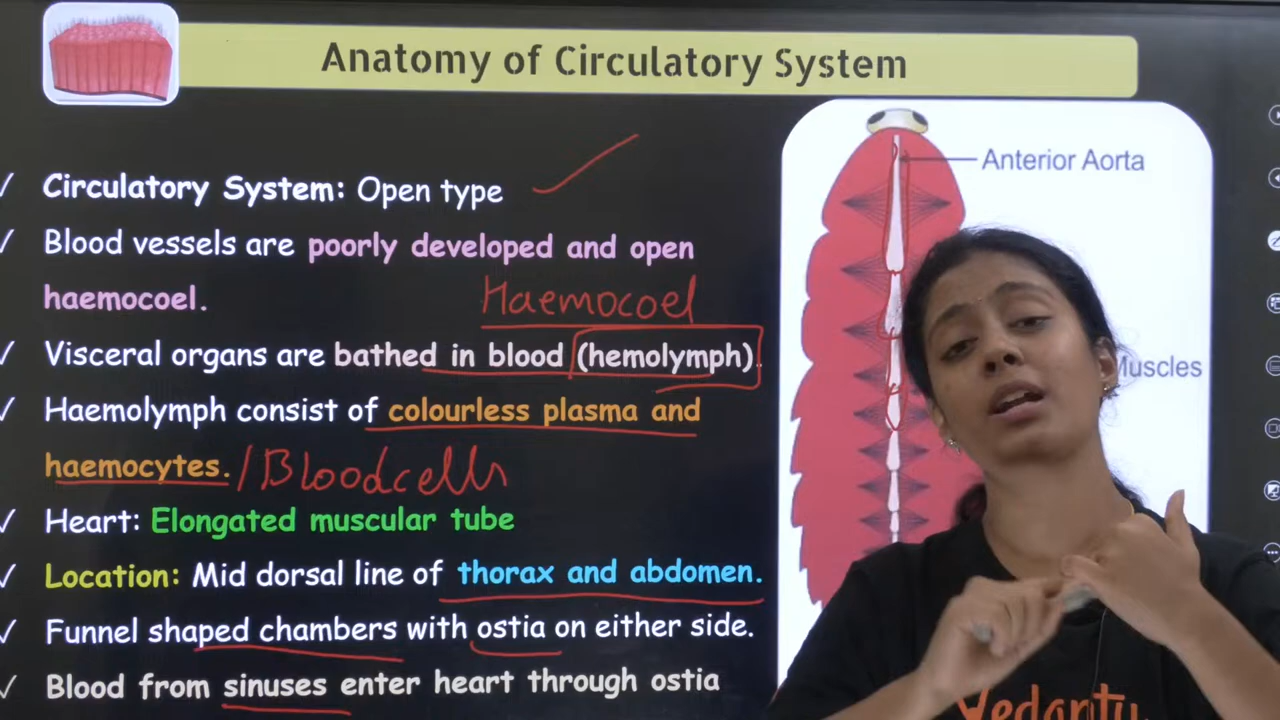 Anatomy of Circulatory System
Circulatory System: Open type
Blood vessels are poorly developed and open
haemocoel.
Haemocoel
Visceral organs are bathed in blood (hemolymph).
Haemolymph consist of colourless plasma and
haemocytes. / Bloodcells
Heart: Elongated muscular tube
Location: Mid dorsal line of thorax and abdomen.
Funnel shaped chambers with ostia on either side.
Blood from sinuses enter heart through ostia
Anterior Aorta
Muscles
Vedantu